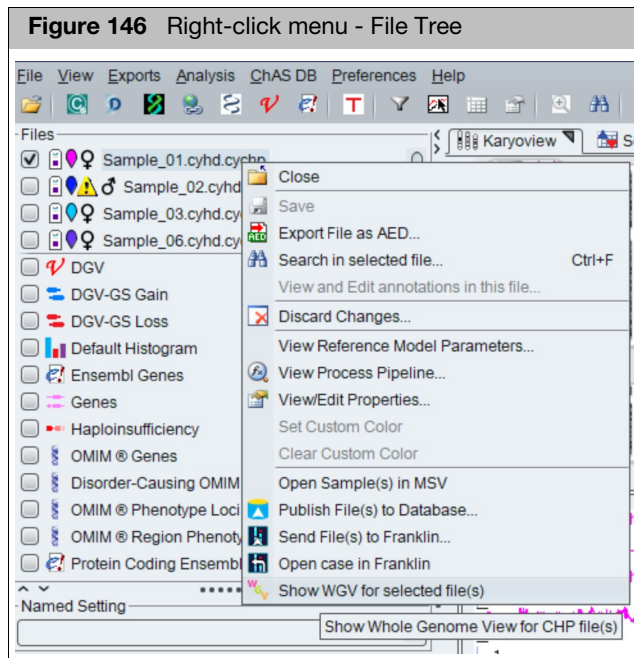 Figure 146 Right-click menu - File Tree
File View Exports Analysis ChAS DB Preferences Help
Files
Karyoview
Sample_01.cyhd.cychp
Sample_02.cyhd
Sample_03.cyhd.cy
Sample_06.cyhd.cy
DGV
DGV-GS Gain
DGV-GS Loss
Default Histogram
Ensembl Genes
Genes
Haploinsufficiency
OMIM ® Genes
Disorder-Causing OMIM
OMIM ® Phenotype Loci
OMIM ® Region Phenoty
Protein Coding Ensembl
Named Setting
Close
Save
Export File as AED...
Search in selected file... Ctrl+F
View and Edit annotations in this file...
Discard Changes...
View Reference Model Parameters...
View Process Pipeline...
View/Edit Properties...
Set Custom Color
Clear Custom Color
Open Sample(s) in MSV
Publish File(s) to Database...
Send File(s) to Franklin...
Open case in Franklin
Show WGV for selected file(s)
Show Whole Genome View for CHP file(s)